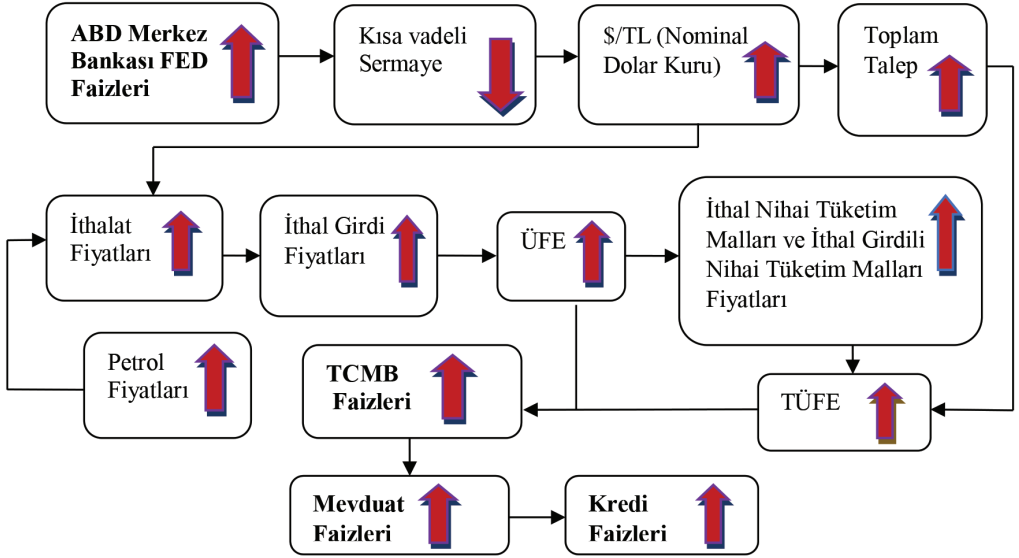 ABD Merkez
Bankası FED
Faizleri
Kısa vadeli
Sermaye
$/TL (Nominal
Dolar Kuru)
Toplam
Talep
İthalat
Fiyatları
İthal Girdi
Fiyatları
ÜFE
İthal Nihai Tüketim
Malları ve İthal Girdili
Nihai Tüketim Malları
Fiyatları
Petrol
Fiyatları
TCMB
Faizleri
TÜFE
Mevduat
Faizleri
Kredi
Faizleri